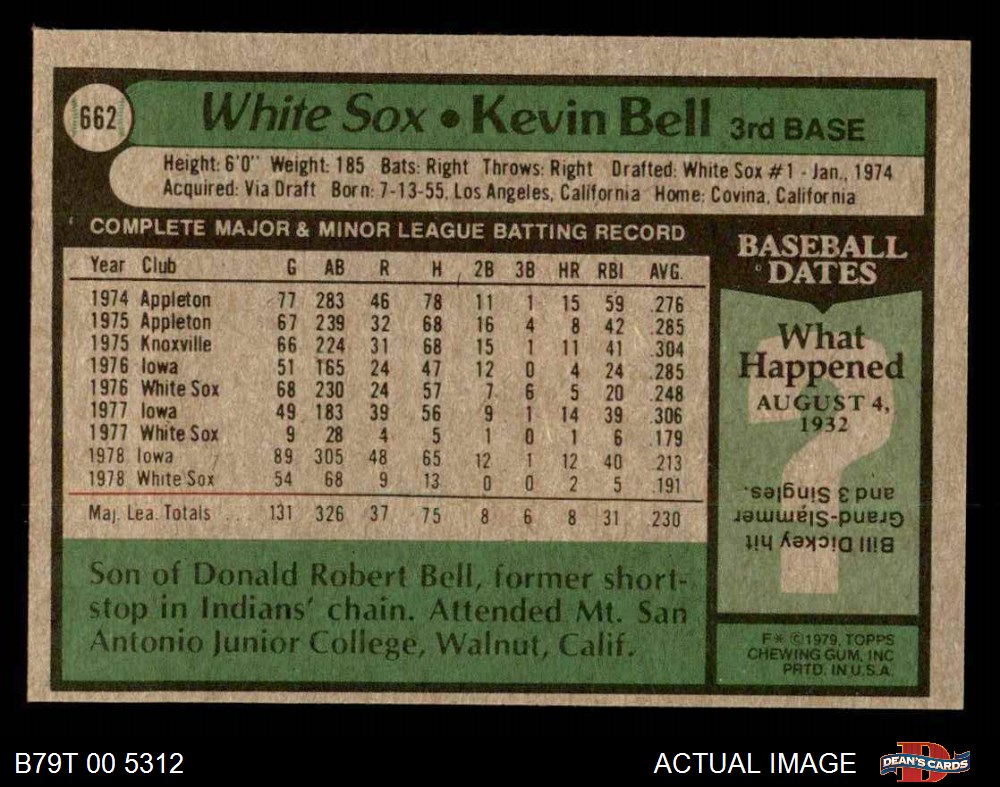 662
White Sox • Kevin Bell 3rd BASE
Height: 6'0" Weight: 185 Bats: Right Throws: Right Drafted: White Sox #1 - Jan., 1974
Acquired: Via Draft Born: 7-13-55, Los Angeles, California Home: Covina, California
COMPLETE MAJOR & MINOR LEAGUE BATTING RECORD
Year Club G AB R H 2B 3B HR RBI AVG.
1974 Appleton 77 283 46 78 11 1 15 59 .276
1975 Appleton 67 239 32 68 16 4 8 42 .285
1975 Knoxville 66 224 31 68 15 1 11 41 .304
1976 Iowa 51 165 24 47 12 0 4 24 .285
1976 White Sox 68 230 24 57 7 6 5 20 .248
1977 Iowa 49 183 39 56 9 1 14 39 .306
1977 White Sox 9 28 4 5 1 0 1 6 .179
1978 Iowa 89 305 48 65 12 1 12 40 .213
1978 White Sox 54 68 9 13 0 0 2 5 .191
Maj. Lea. Totals ... 131 326 37 75 8 6 8 31 .230
Son of Donald Robert Bell, former short-
stop in Indians' chain. Attended Mt. San
Antonio Junior College, Walnut, Calif.
BASEBALL
DATES
What
Happened
AUGUST 4,
1932
?
Bill Dickey hit
Grand-Slammer
and 3 Singles.
F* ©1979, TOPPS
CHEWING GUM, INC
PRTD. IN U.S.A.
B79T 00 5312
ACTUAL IMAGE
D
DEAN'S CARDS